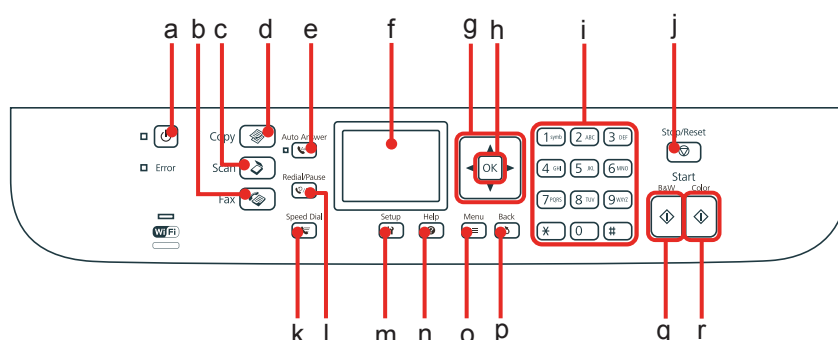 a b c d e f g h i j
Copy
Auto Answer
Stop/Reset
OK
1 symb 2 ABC 3 DEF
Error
Scan
4 GHI 5 JKL 6 MNO
Redial/Pause
Start
B&W Color
Fax
7 PQRS 8 TUV 9 WXYZ
Speed Dial
Setup Help Menu Back
* 0 #
WiFi
k l m n o p q r